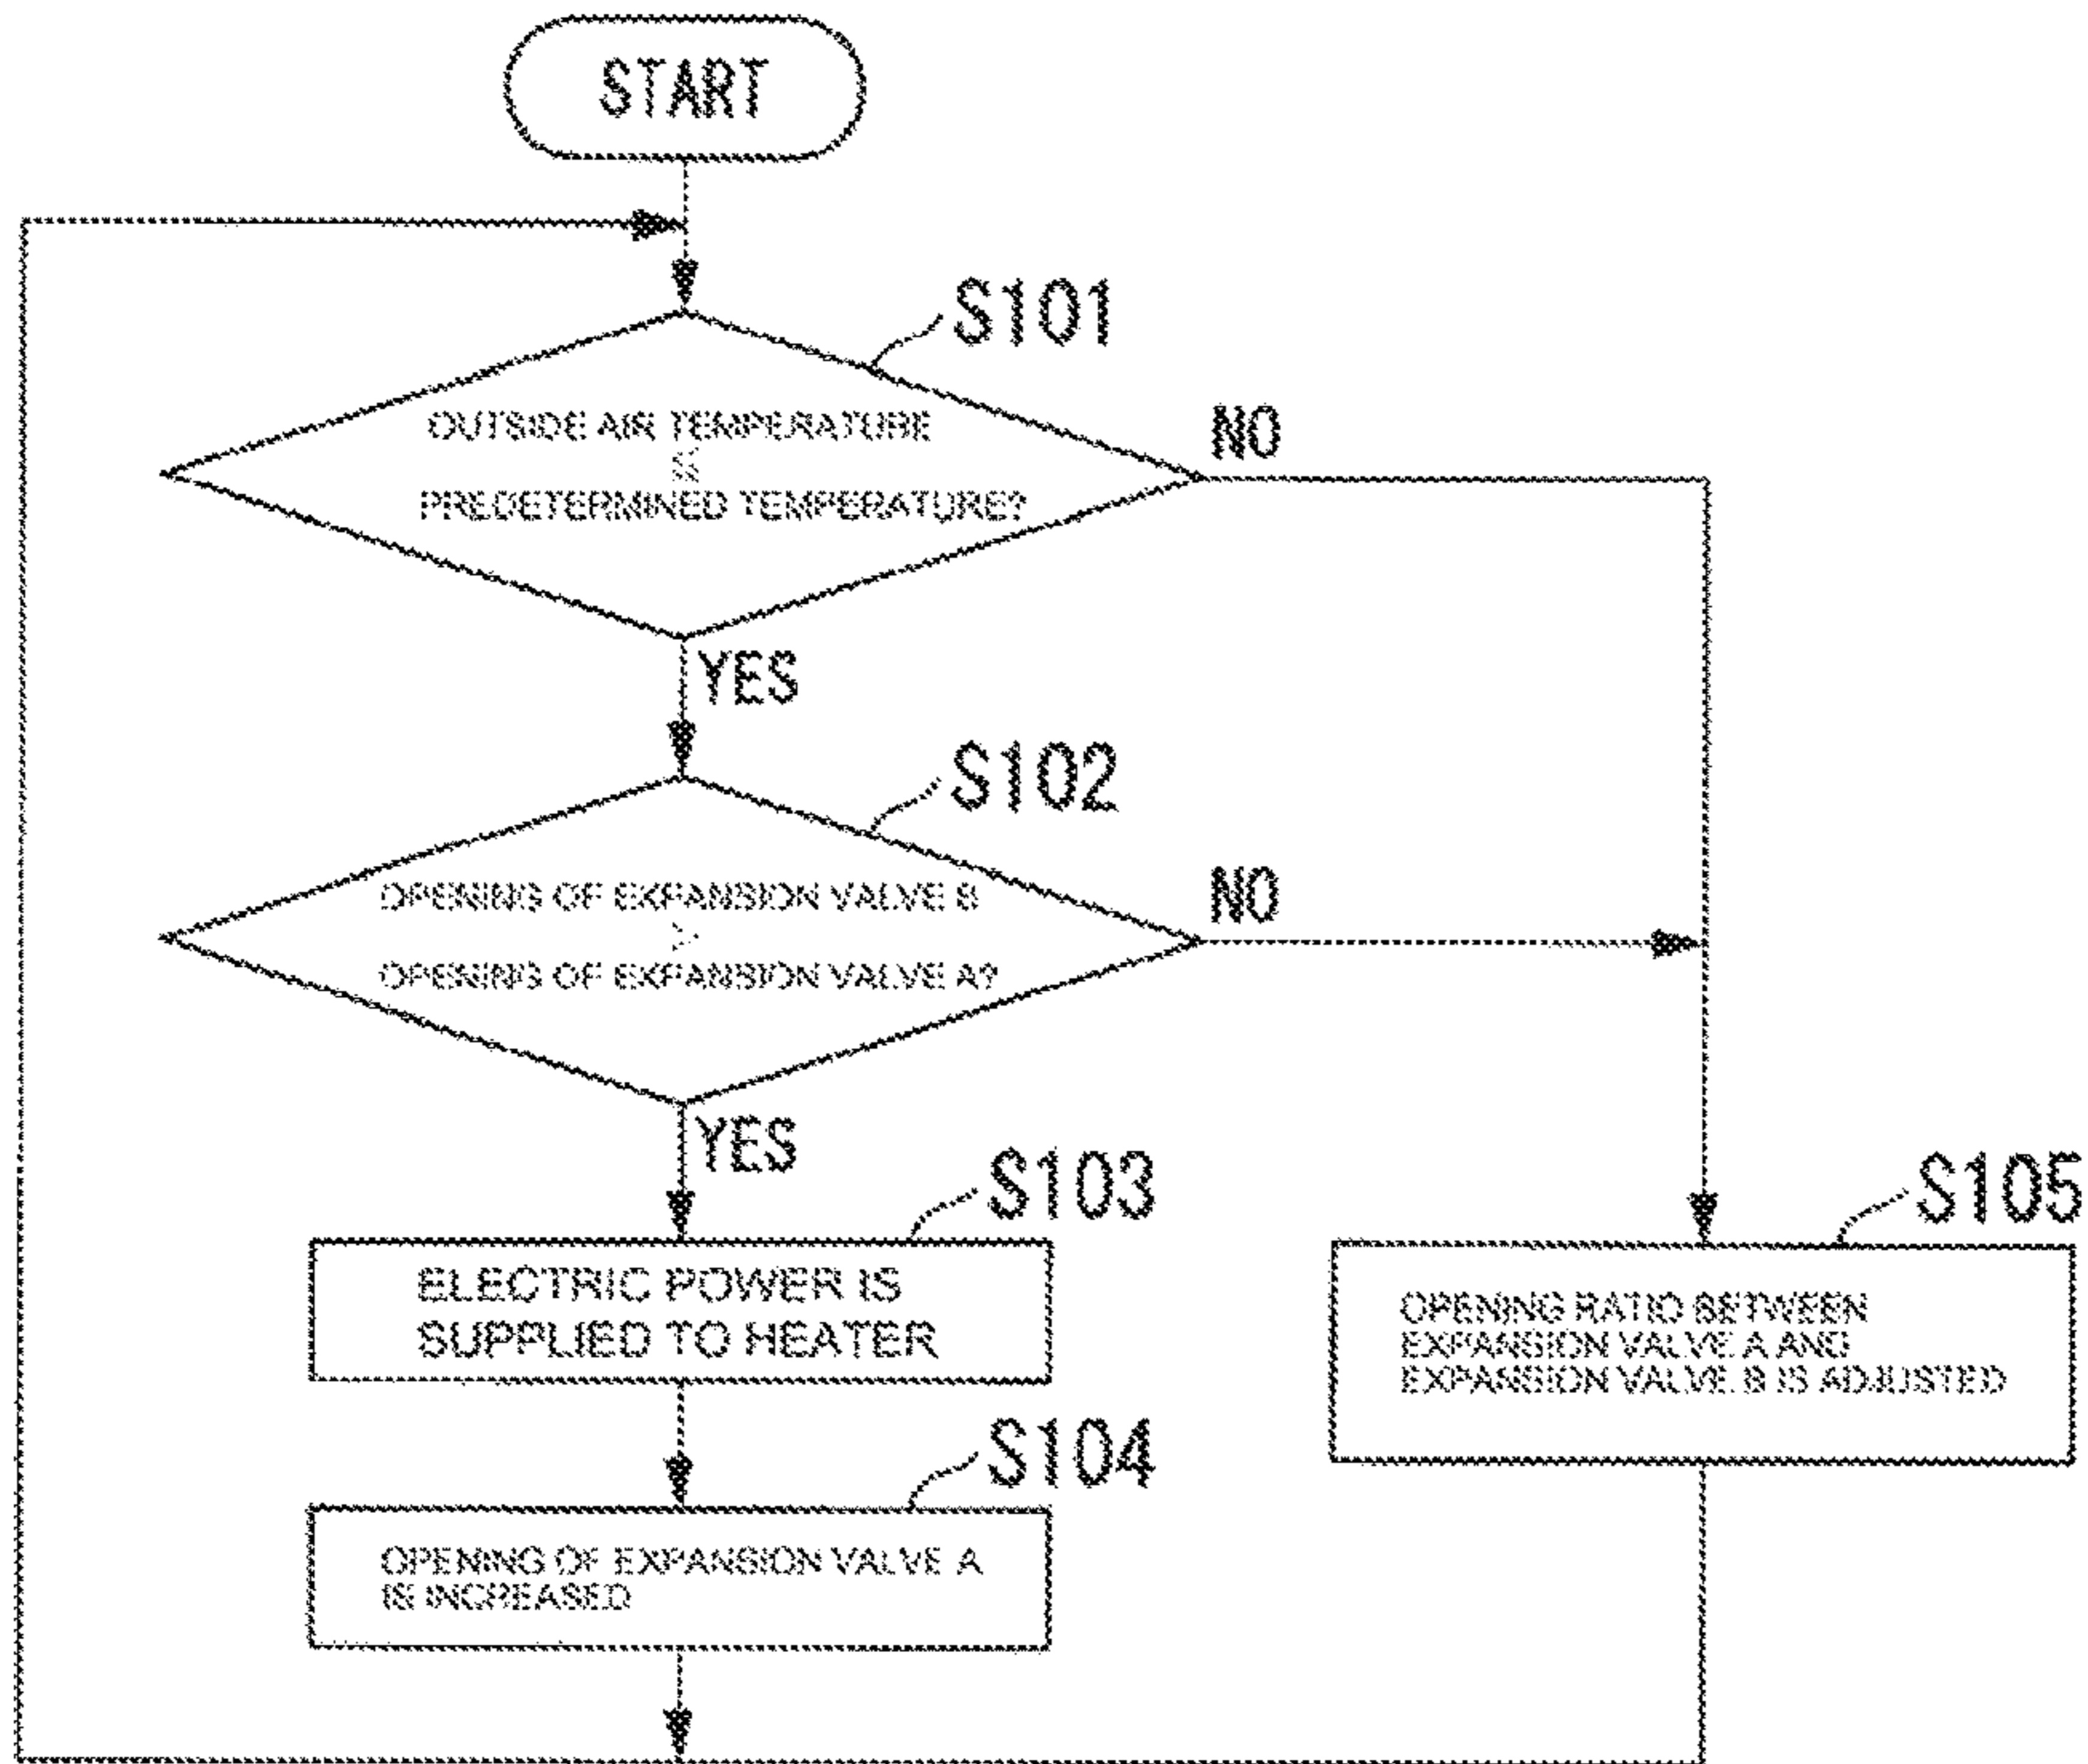 START
S101
OUTSIDE AIR TEMPERATURE
≤
PREDETERMINED TEMPERATURE?
NO
YES
S102
OPENING OF EXPANSION VALVE B
>
OPENING OF EXPANSION VALVE A?
NO
YES
S103
ELECTRIC POWER IS
SUPPLIED TO HEATER
S105
OPENING RATIO BETWEEN
EXPANSION VALVE A AND
EXPANSION VALVE B IS ADJUSTED
S104
OPENING OF EXPANSION VALVE A
IS INCREASED